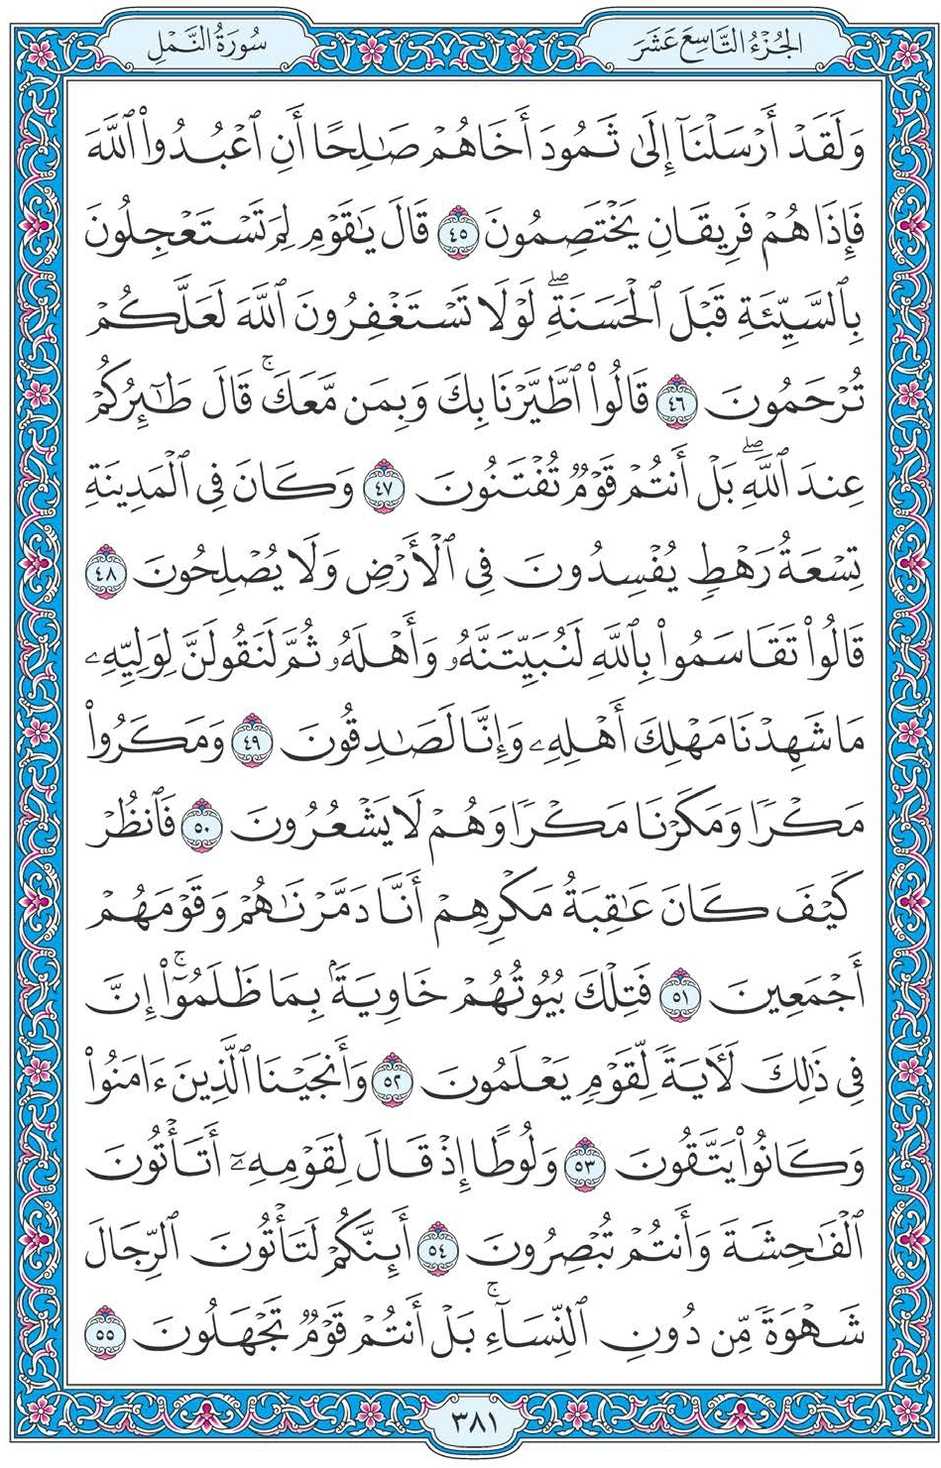 الجُزْءُ التَّاسِعَ عَشَرَ
سُورَةُ النَّمْلِ
وَلَقَدۡ أَرۡسَلۡنَآ إِلَىٰ ثَمُودَ أَخَاهُمۡ صَٰلِحًا أَنِ ٱعۡبُدُواْ ٱللَّهَ
فَإِذَا هُمۡ فَرِيقَانِ يَخۡتَصِمُونَ ٤٥ قَالَ يَٰقَوۡمِ لِمَ تَسۡتَعۡجِلُونَ
بِٱلسَّيِّئَةِ قَبۡلَ ٱلۡحَسَنَةِۖ لَوۡلَا تَسۡتَغۡفِرُونَ ٱللَّهَ لَعَلَّكُمۡ
تُرۡحَمُونَ ٤٦ قَالُواْ ٱطَّيَّرۡنَا بِكَ وَبِمَن مَّعَكَۚ قَالَ طَٰٓئِرُكُمۡ
عِندَ ٱللَّهِۖ بَلۡ أَنتُمۡ قَوۡمٞ تُفۡتَنُونَ ٤٧ وَكَانَ فِي ٱلۡمَدِينَةِ
تِسۡعَةُ رَهۡطٖ يُفۡسِدُونَ فِي ٱلۡأَرۡضِ وَلَا يُصۡلِحُونَ ٤٨
قَالُواْ تَقَاسَمُواْ بِٱللَّهِ لَنُبَيِّتَنَّهُۥ وَأَهۡلَهُۥ ثُمَّ لَنَقُولَنَّ لِوَلِيِّهِۦ
مَا شَهِدۡنَا مَهۡلِكَ أَهۡلِهِۦ وَإِنَّا لَصَٰدِقُونَ ٤٩ وَمَكَرُواْ
مَكۡرٗا وَمَكَرۡنَا مَكۡرٗا وَهُمۡ لَا يَشۡعُرُونَ ٥٠ فَٱنظُرۡ
كَيۡفَ كَانَ عَٰقِبَةُ مَكۡرِهِمۡ أَنَّا دَمَّرۡنَٰهُمۡ وَقَوۡمَهُمۡ
أَجۡمَعِينَ ٥١ فَتِلۡكَ بُيُوتُهُمۡ خَاوِيَةَۢ بِمَا ظَلَمُوٓاْۚ إِنَّ
فِي ذَٰلِكَ لَأٓيَةٗ لِّقَوۡمٖ يَعۡلَمُونَ ٥٢ وَأَنجَيۡنَا ٱلَّذِينَ ءَامَنُواْ
وَكَانُواْ يَتَّقُونَ ٥٣ وَلُوطًا إِذۡ قَالَ لِقَوۡمِهِۦٓ أَتَأۡتُونَ
ٱلۡفَٰحِشَةَ وَأَنتُمۡ تُبۡصِرُونَ ٥٤ أَئِنَّكُمۡ لَتَأۡتُونَ ٱلرِّجَالَ
شَهۡوَةٗ مِّن دُونِ ٱلنِّسَآءِۚ بَلۡ أَنتُمۡ قَوۡمٞ تَجۡهَلُونَ ٥٥
٣٨١